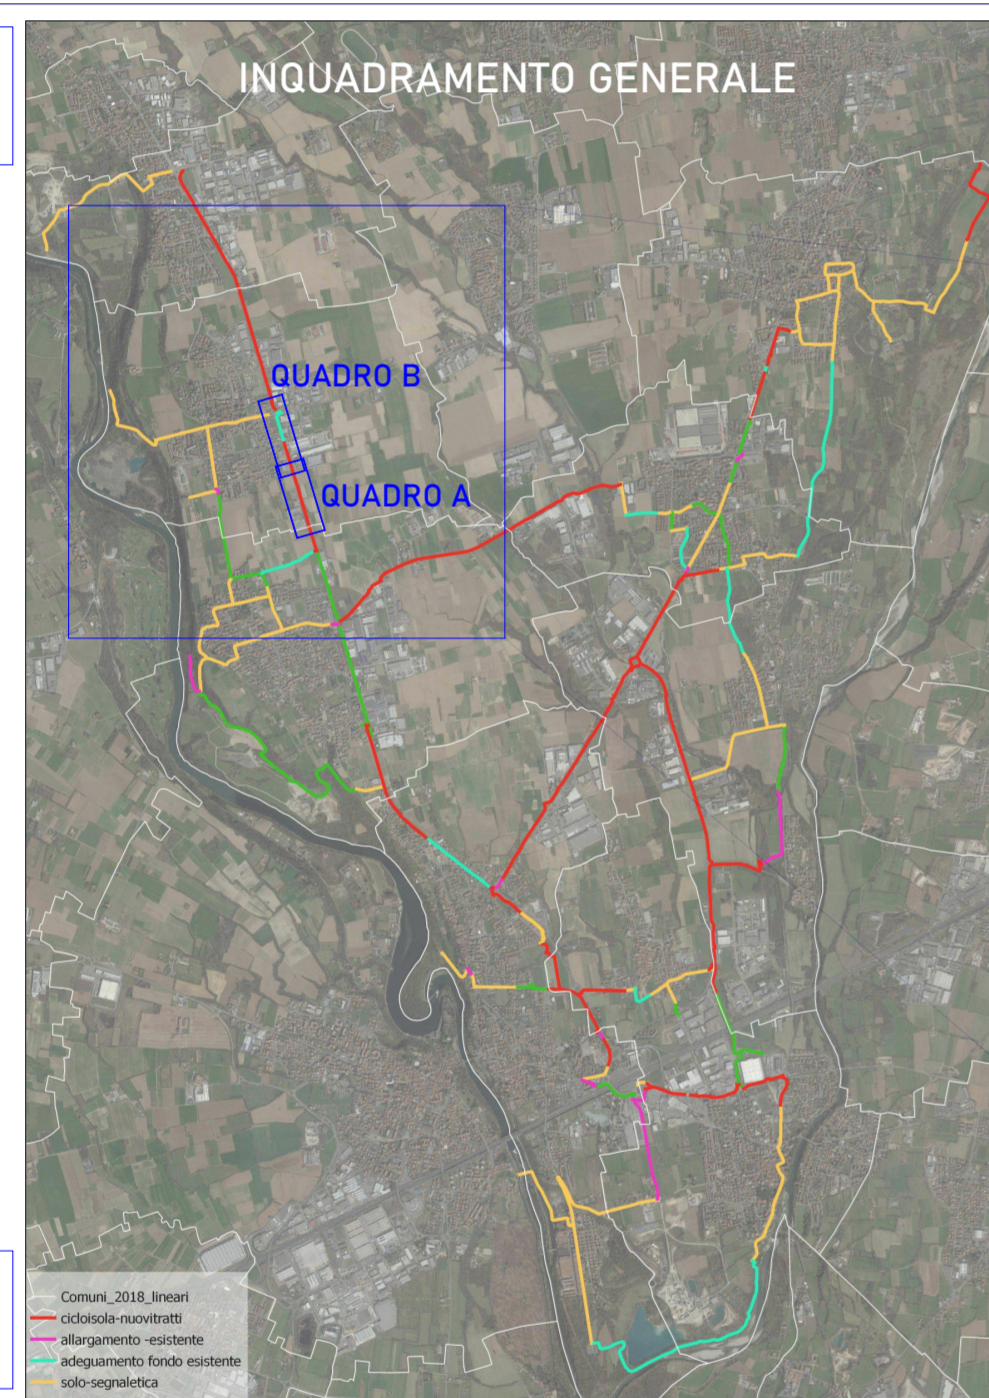 INQUADRAMENTO GENERALE
QUADRO B
QUADRO A
Comuni_2018_lineari
cicloisola-nuovitratti
allargamento -esistente
adeguamento fondo esistente
solo-segnaletica